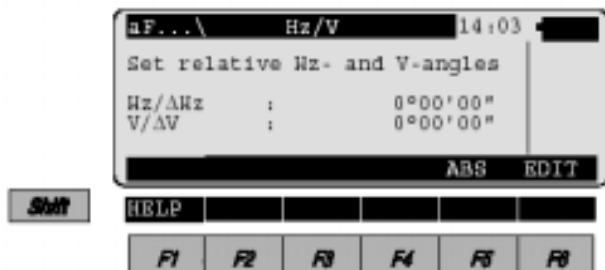 aF...\ Hz/V 14:03
Set relative Hz- and V-angles
Hz/ΔHz : 0°00'00"
V/ΔV : 0°00'00"
ABS EDIT
Shift HELP
F1 F2 F3 F4 F5 F6